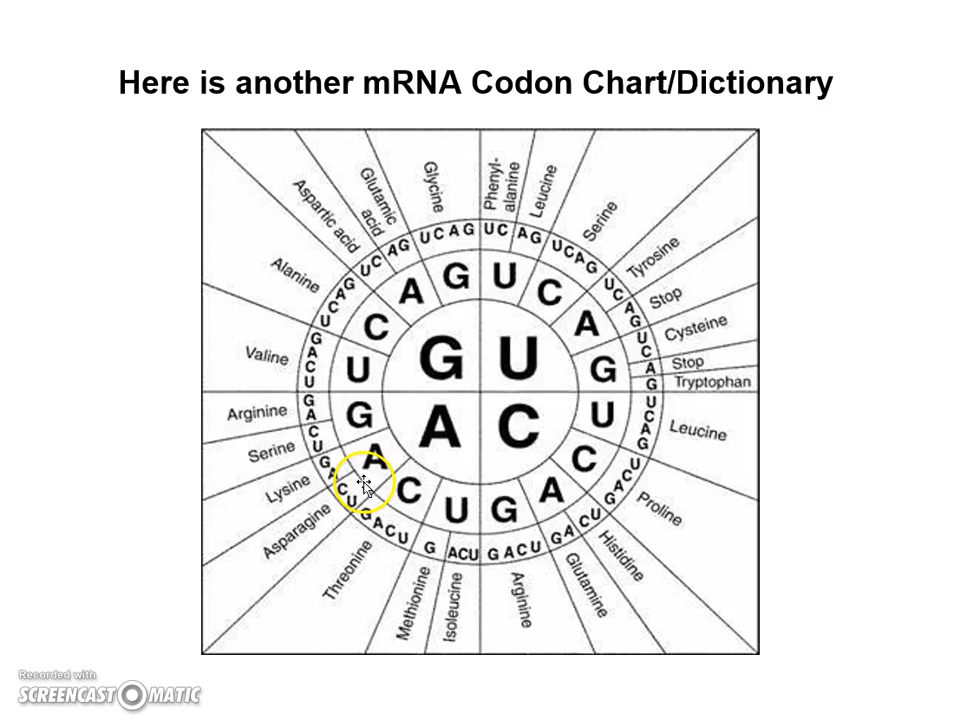 Here is another mRNA Codon Chart/Dictionary
Glycine
Phenyl-
alanine
Leucine
Serine
Tyrosine
Stop
Cysteine
Stop
Tryptophan
Leucine
Proline
Histidine
Glutamine
Arginine
Isoleucine
Methionine
Threonine
Asparagine
Lysine
Serine
Arginine
Valine
Alanine
Aspartic acid
Glutamic
acid
U C A G U C A G U C A G U C A G U C A G U C A G
U C A G U C A G U C A G U C A G U C A G U C A G
U C A G U C A G U C A G U C A G
G U C A G U C A G U C A G U C A
G U
A C
Recorded with
SCREENCAST-O-MATIC